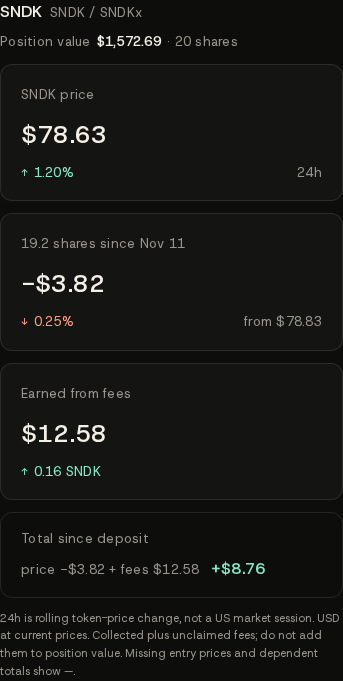 SNDK SNDK / SNDKx
Position value $1,572.69 · 20 shares
SNDK price
$78.63
↑ 1.20% 24h
19.2 shares since Nov 11
−$3.82
↓ 0.25% from $78.83
Earned from fees
$12.58
↑ 0.16 SNDK
Total since deposit
price −$3.82 + fees $12.58 +$8.76
24h is rolling token-price change, not a US market session. USD
at current prices. Collected plus unclaimed fees; do not add
them to position value. Missing entry prices and dependent
totals show —.